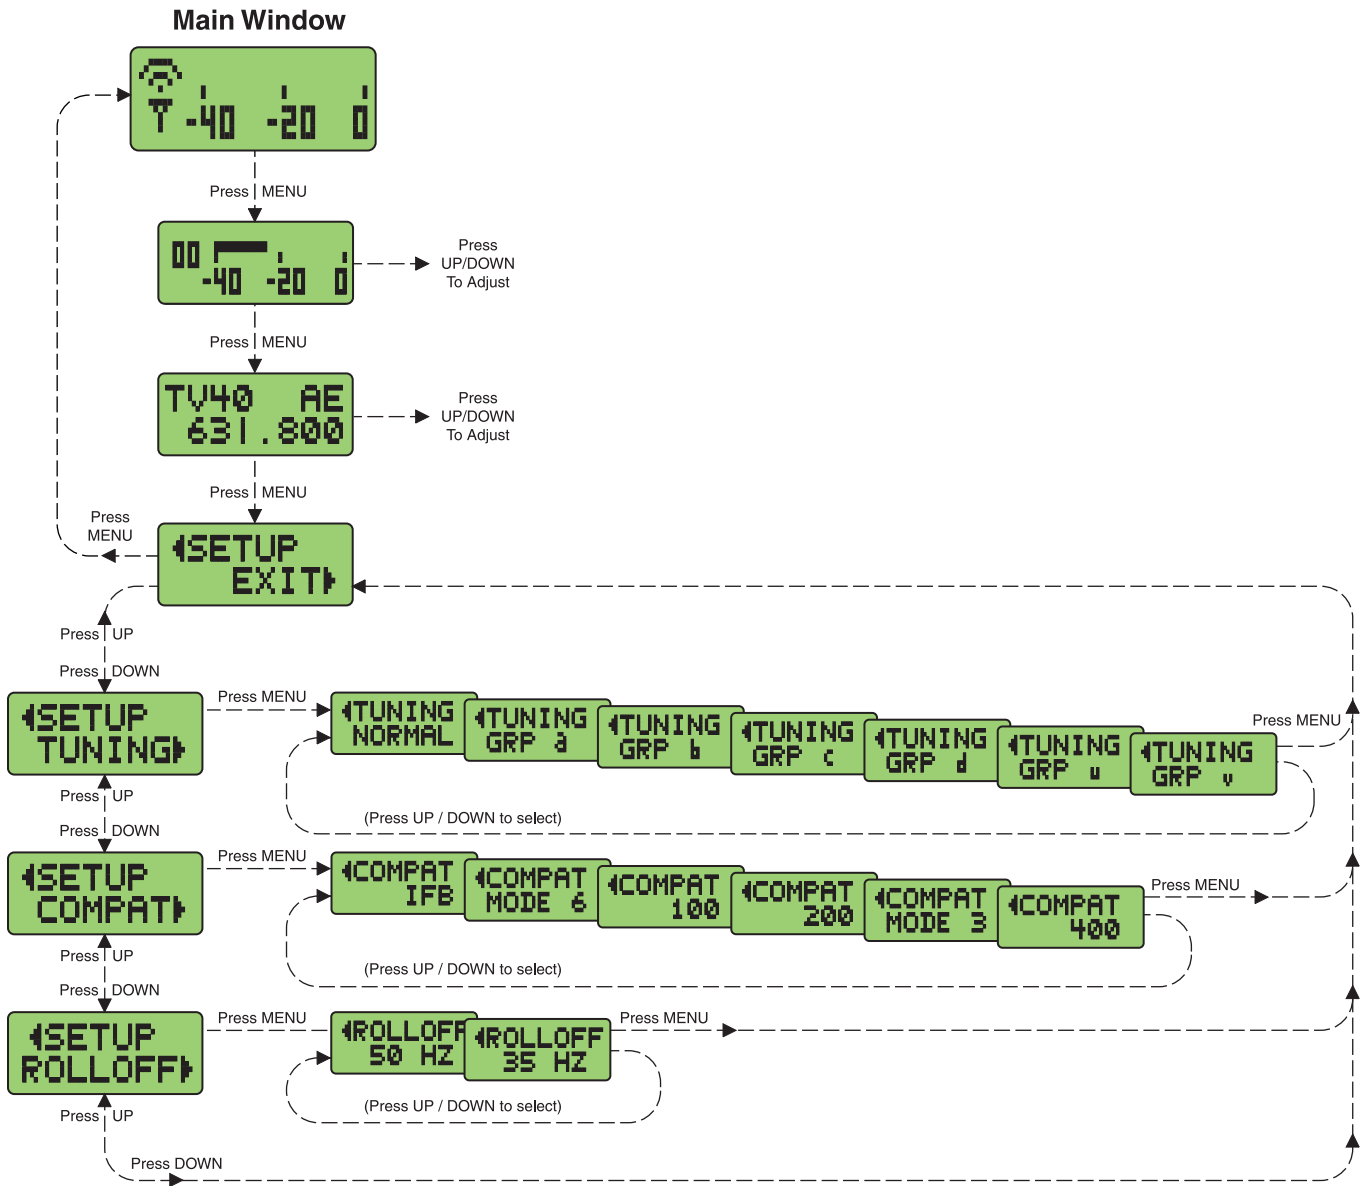 Main Window
-40 -20 0
Press MENU
00
-40 -20 0
Press
UP/DOWN
To Adjust
Press MENU
TV40 AE
631.800
Press
UP/DOWN
To Adjust
Press MENU
Press
MENU
SETUP
EXIT
Press UP
Press DOWN
SETUP
TUNING
Press MENU
TUNING
NORMAL
TUNING
GRP a
TUNING
GRP b
TUNING
GRP c
TUNING
GRP d
TUNING
GRP u
TUNING
GRP v
Press MENU
(Press UP / DOWN to select)
Press UP
Press DOWN
SETUP
COMPAT
Press MENU
COMPAT
IFB
COMPAT
MODE 6
COMPAT
100
COMPAT
200
COMPAT
MODE 3
COMPAT
400
Press MENU
(Press UP / DOWN to select)
Press UP
Press DOWN
SETUP
ROLLOFF
Press MENU
ROLLOFF
50 HZ
ROLLOFF
35 HZ
Press MENU
(Press UP / DOWN to select)
Press UP
Press DOWN